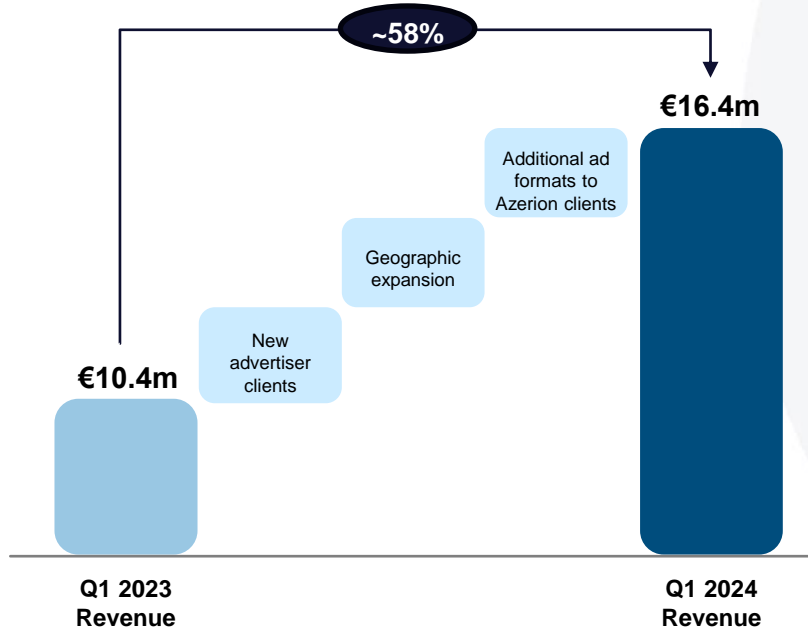 ~58%
€16.4m
Additional ad
formats to
Azerion clients
Geographic
expansion
New
advertiser
clients
€10.4m
Q1 2023
Revenue
Q1 2024
Revenue